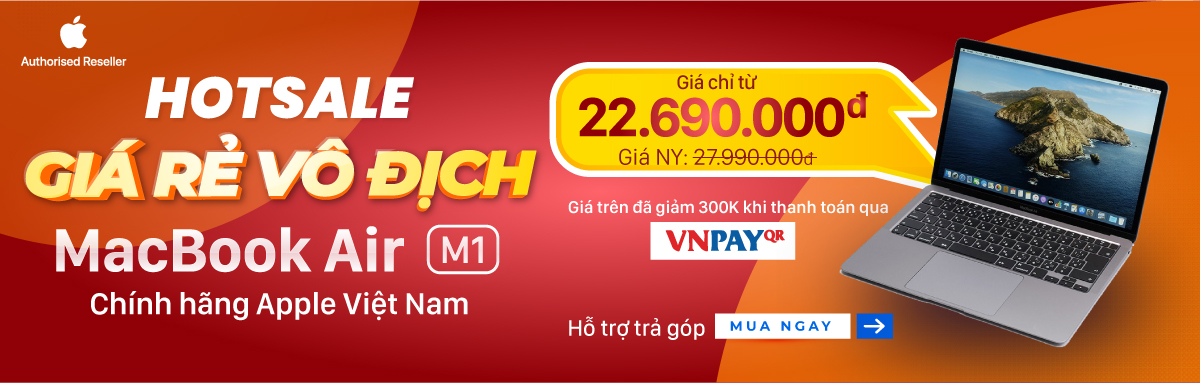 Authorised Reseller
HOTSALE
GIÁ RẺ VÔ ĐỊCH
MacBook Air M1
Chính hãng Apple Việt Nam
Giá chỉ từ
22.690.000đ
Giá NY: 27.990.000đ
Giá trên đã giảm 300K khi thanh toán qua
VNPAYQR
Hỗ trợ trả góp MUA NGAY